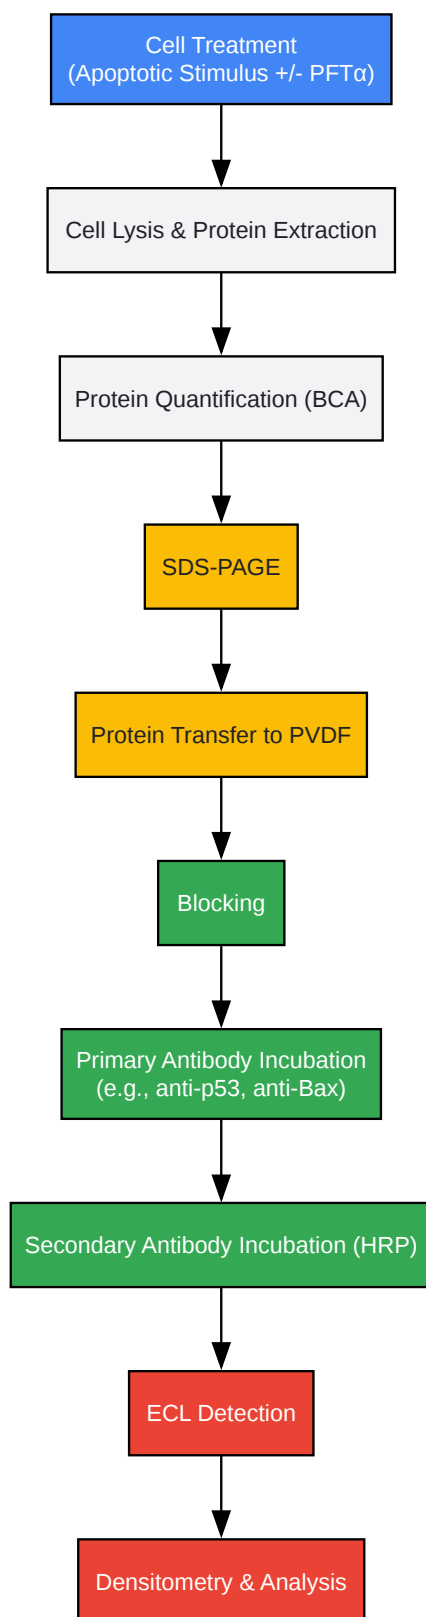 Cell Treatment
(Apoptotic Stimulus +/- PFTα)
Cell Lysis & Protein Extraction
Protein Quantification (BCA)
SDS-PAGE
Protein Transfer to PVDF
Blocking
Primary Antibody Incubation
(e.g., anti-p53, anti-Bax)
Secondary Antibody Incubation (HRP)
ECL Detection
Densitometry & Analysis